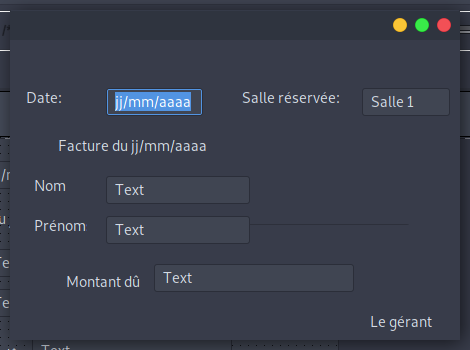 Date: jj/mm/aaaa Salle réservée: Salle 1
Facture du jj/mm/aaaa
Nom Text
Prénom Text
Montant dû Text
Le gérant
Text